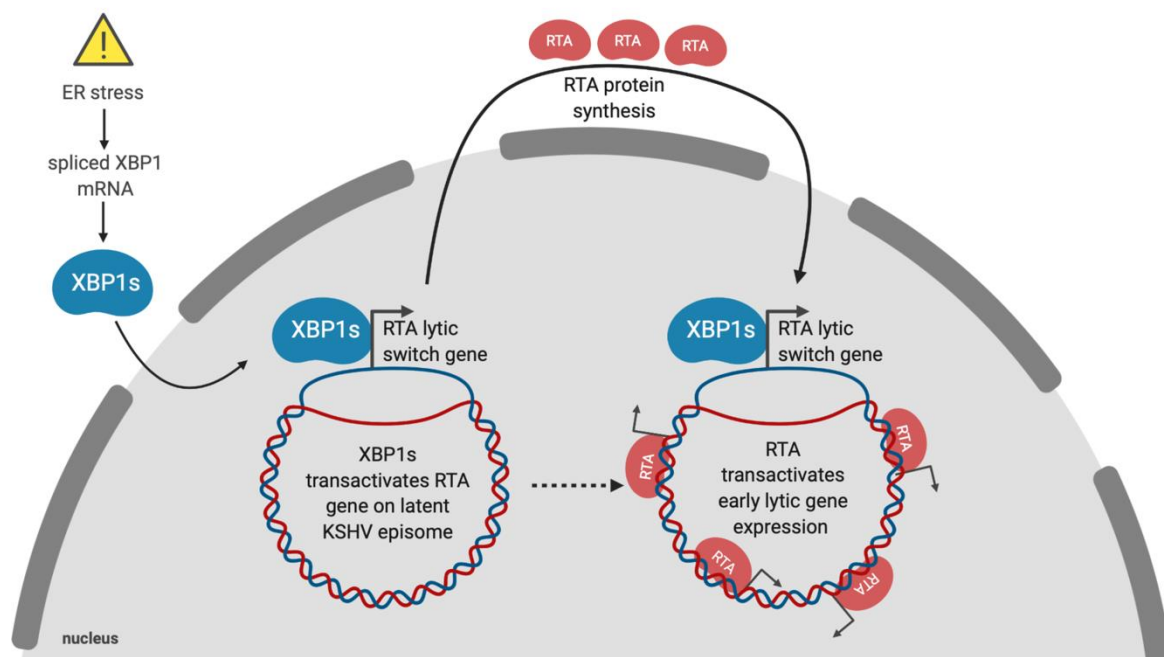 ER stress
spliced XBP1
mRNA
XBP1s
RTA
RTA
RTA
RTA protein
synthesis
XBP1s
RTA lytic
switch gene
XBP1s
transactivates RTA
gene on latent
KSHV episome
XBP1s
RTA lytic
switch gene
RTA
RTA
RTA
transactivates
early lytic gene
expression
RTA
RTA
nucleus
!